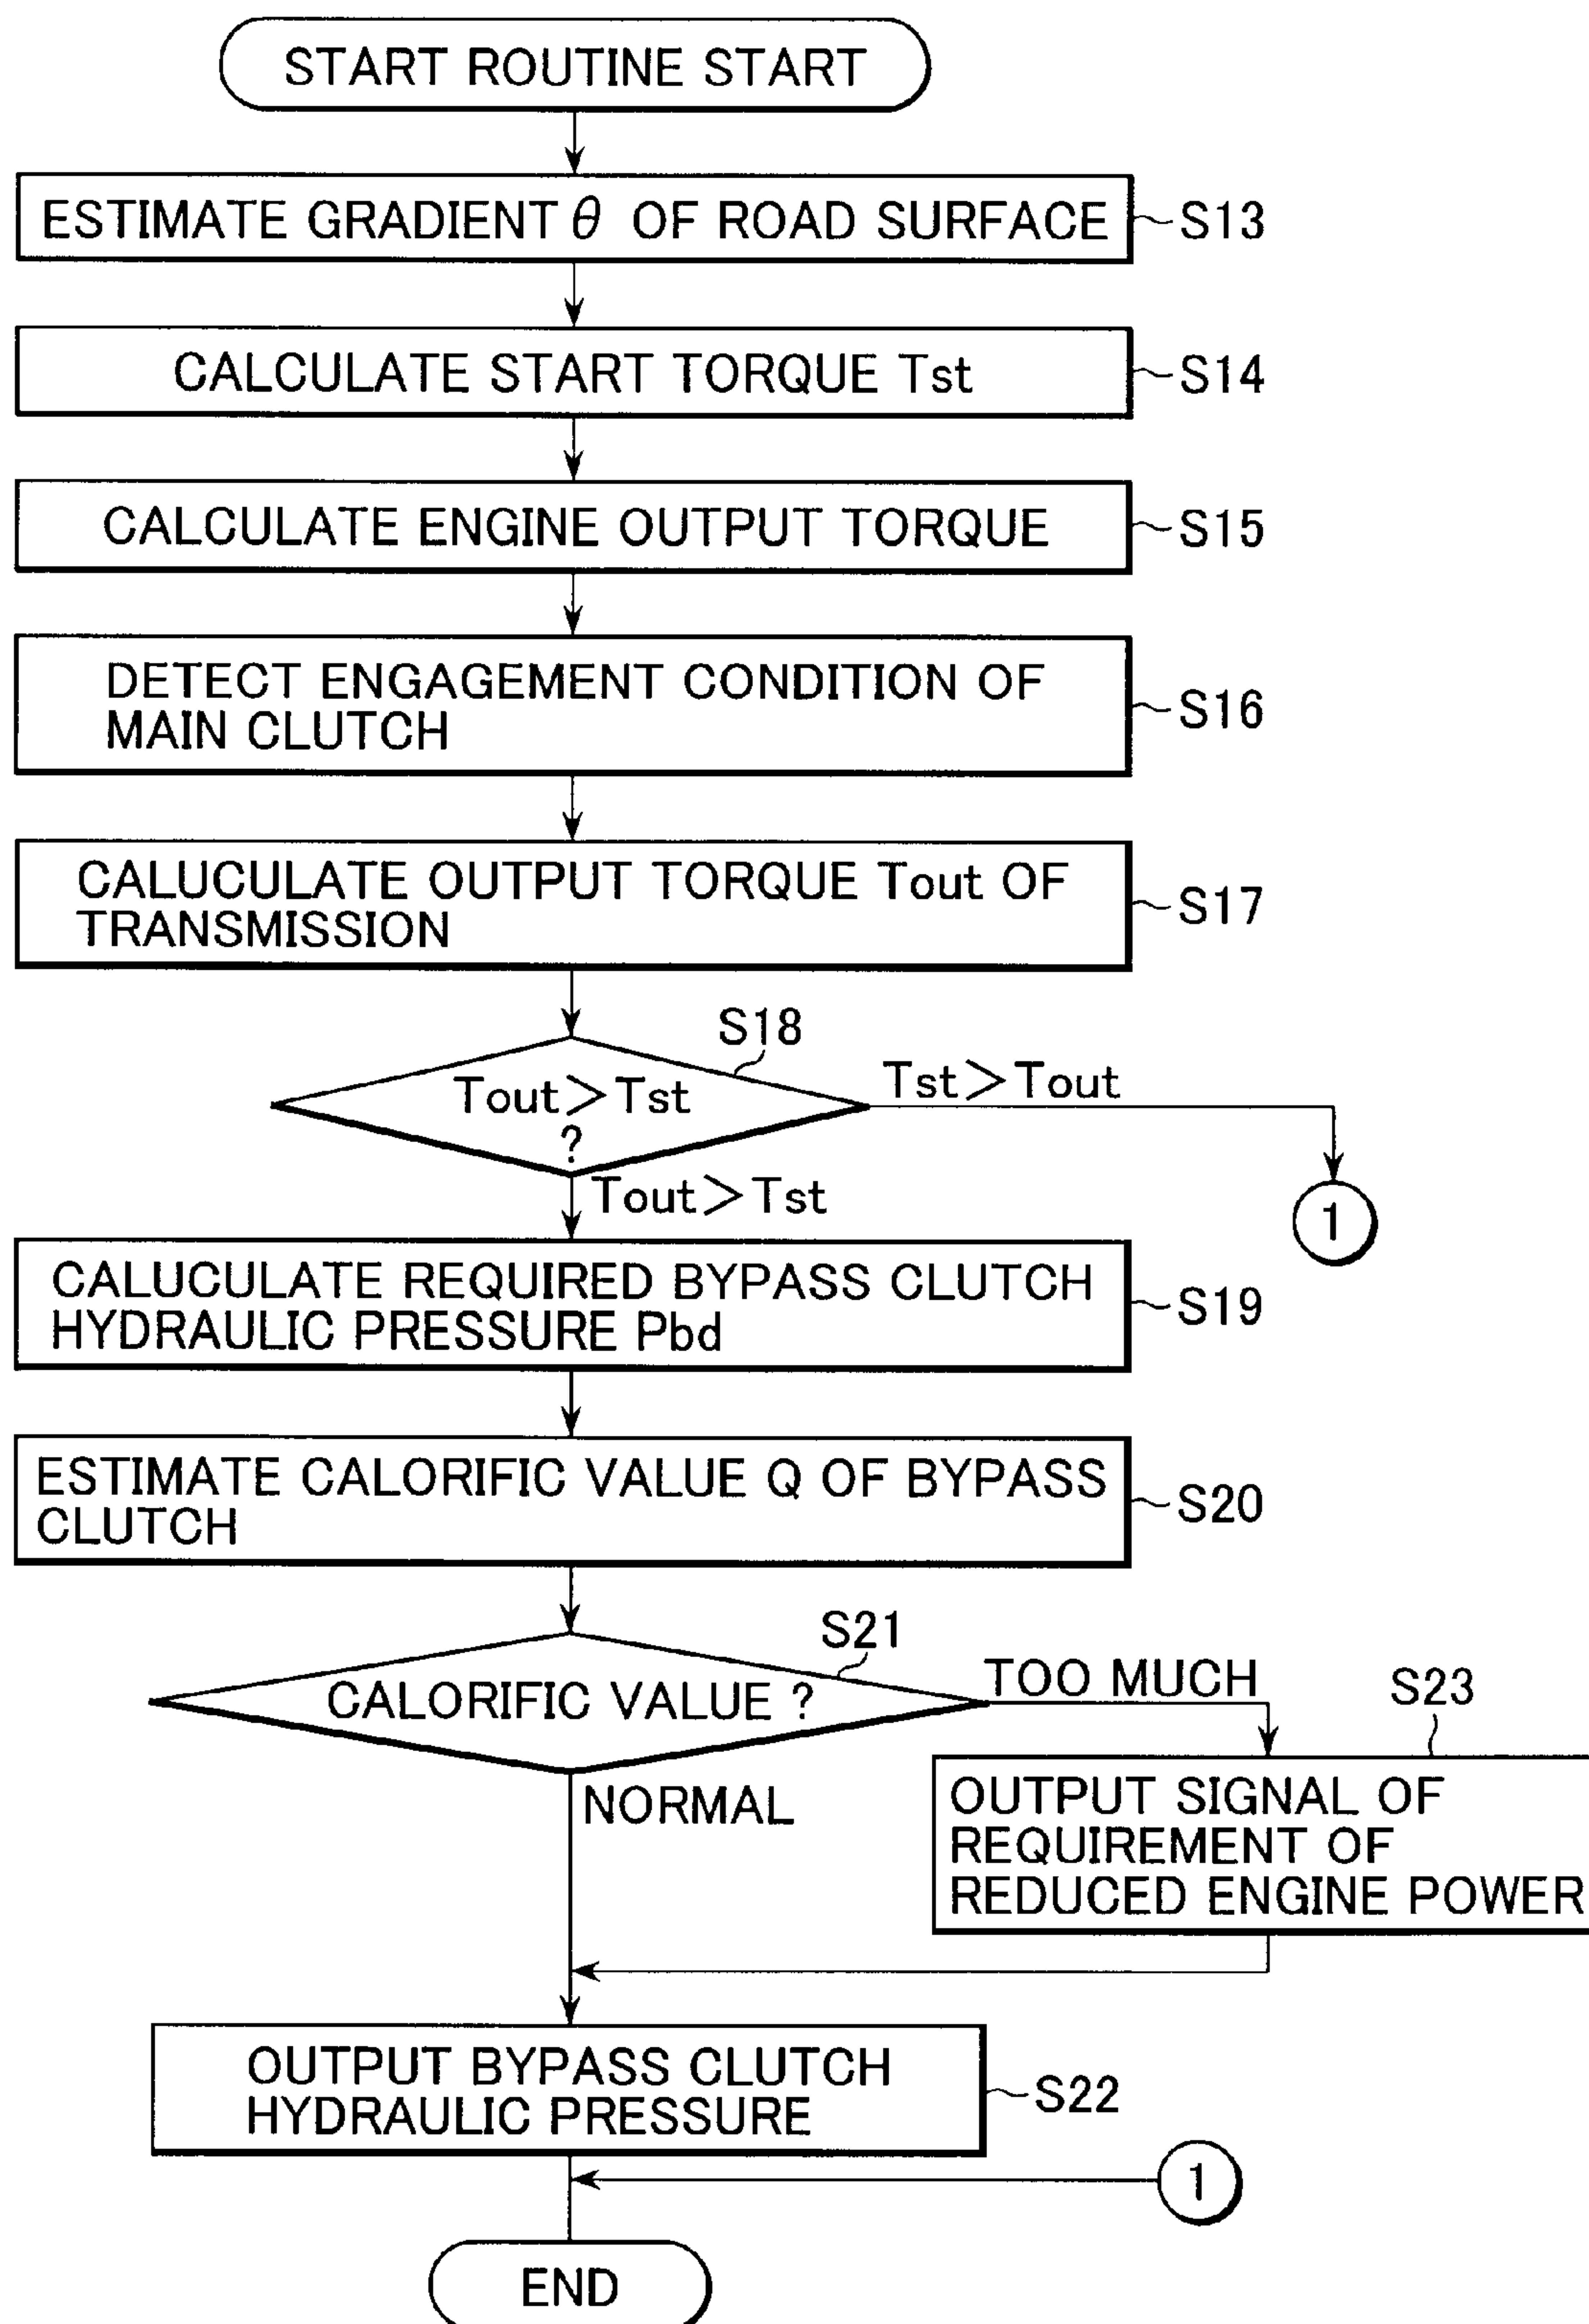 START ROUTINE START
ESTIMATE GRADIENT θ OF ROAD SURFACE
S13
CALCULATE START TORQUE Tst
S14
CALCULATE ENGINE OUTPUT TORQUE
S15
DETECT ENGAGEMENT CONDITION OF
MAIN CLUTCH
S16
CALUCULATE OUTPUT TORQUE Tout OF
TRANSMISSION
S17
S18
Tout>Tst
?
Tst>Tout
1
Tout>Tst
CALUCULATE REQUIRED BYPASS CLUTCH
HYDRAULIC PRESSURE Pbd
S19
ESTIMATE CALORIFIC VALUE Q OF BYPASS
CLUTCH
S20
S21
CALORIFIC VALUE ?
TOO MUCH
S23
NORMAL
OUTPUT SIGNAL OF
REQUIREMENT OF
REDUCED ENGINE POWER
OUTPUT BYPASS CLUTCH
HYDRAULIC PRESSURE
S22
1
END